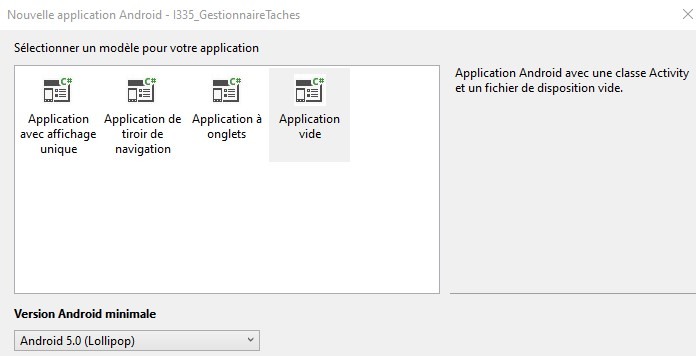 Nouvelle application Android - I335_GestionnaireTaches
Sélectionner un modèle pour votre application
C#
Application
avec affichage
unique
C#
Application de
tiroir de
navigation
C#
Application à
onglets
C#
Application
vide
Application Android avec une classe Activity
et un fichier de disposition vide.
Version Android minimale
Android 5.0 (Lollipop)